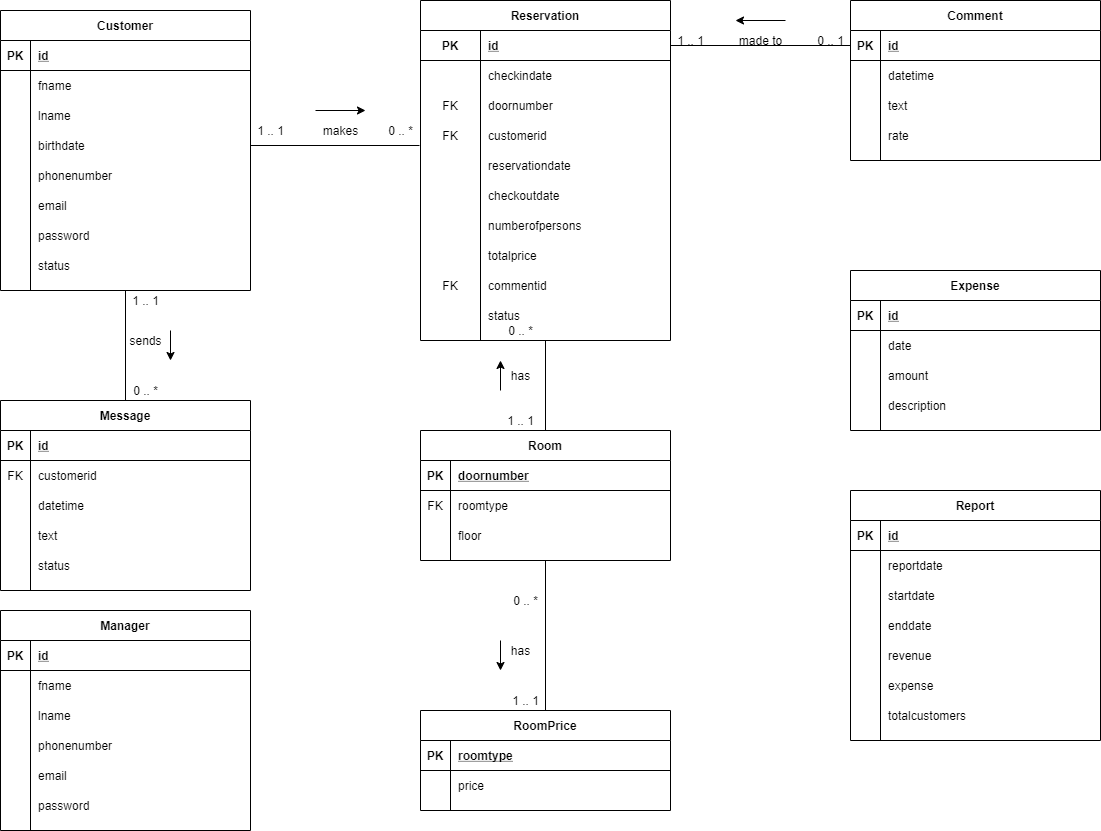 Customer
PK id
fname
lname
birthdate
phonenumber
email
password
status
1 .. 1 makes 0 .. *
Reservation
PK id
checkindate
FK doornumber
FK customerid
reservationdate
checkoutdate
numberofpersons
totalprice
FK commentid
status
1 .. 1 made to 0 .. 1
Comment
PK id
datetime
text
rate
1 .. 1
sends
0 .. *
0 .. *
has
1 .. 1
Expense
PK id
date
amount
description
Message
PK id
FK customerid
datetime
text
status
Room
PK doornumber
FK roomtype
floor
0 .. *
has
1 .. 1
Report
PK id
reportdate
startdate
enddate
revenue
expense
totalcustomers
Manager
PK id
fname
lname
phonenumber
email
password
RoomPrice
PK roomtype
price